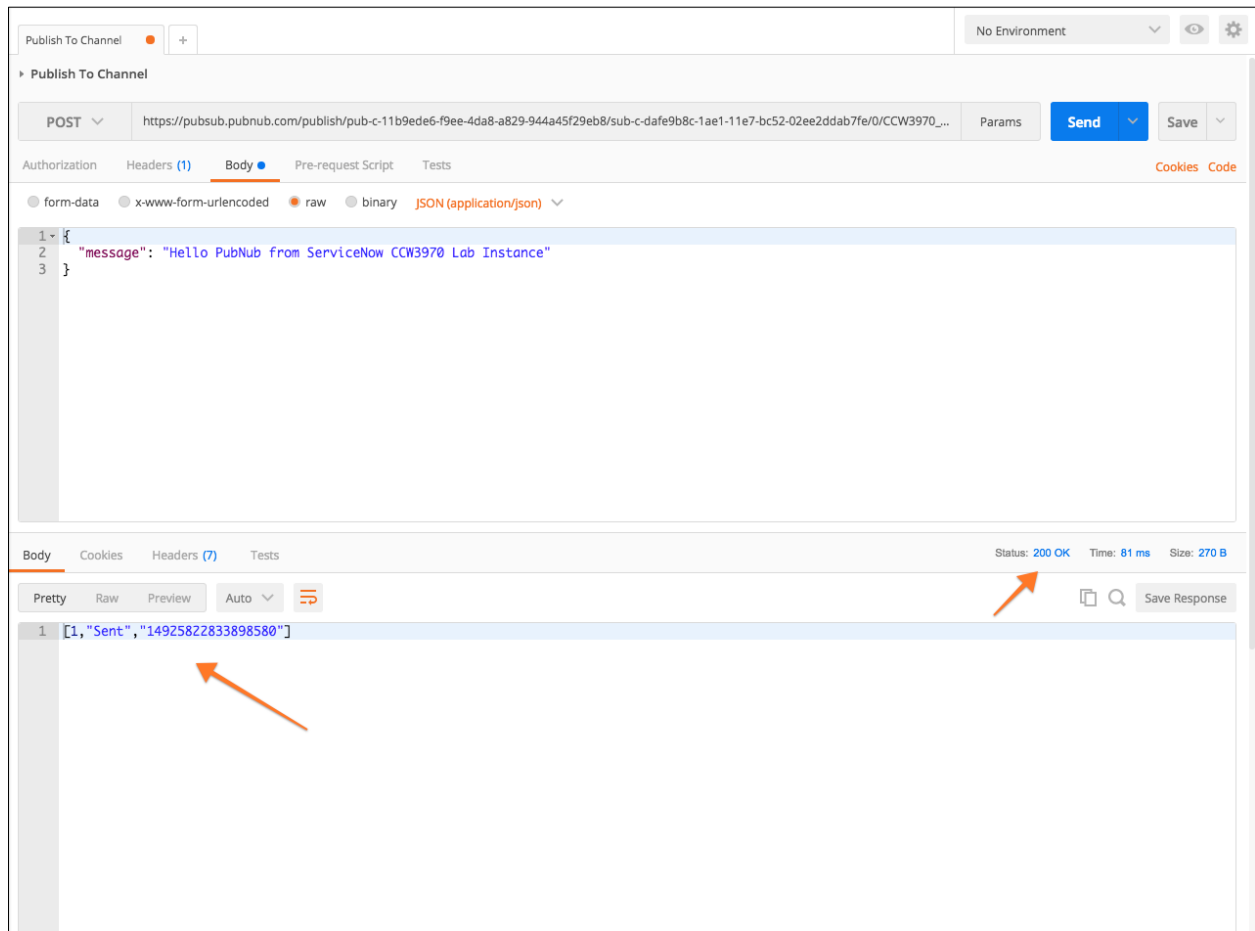 Publish To Channel
+
No Environment
Publish To Channel
POST
https://pubsub.pubnub.com/publish/pub-c-11b9ede6-f9ee-4da8-a829-944a45f29eb8/sub-c-dafe9b8c-1ae1-11e7-bc52-02ee2ddab7fe/0/CCW3970_...
Params
Send
Save
Authorization Headers (1) Body Pre-request Script Tests
Cookies Code
form-data x-www-form-urlencoded raw binary JSON (application/json)
1 {
2 "message": "Hello PubNub from ServiceNow CCW3970 Lab Instance"
3 }
Body Cookies Headers (7) Tests
Status: 200 OK Time: 81 ms Size: 270 B
Pretty Raw Preview Auto
Save Response
1 [1,"Sent","14925822833898580"]